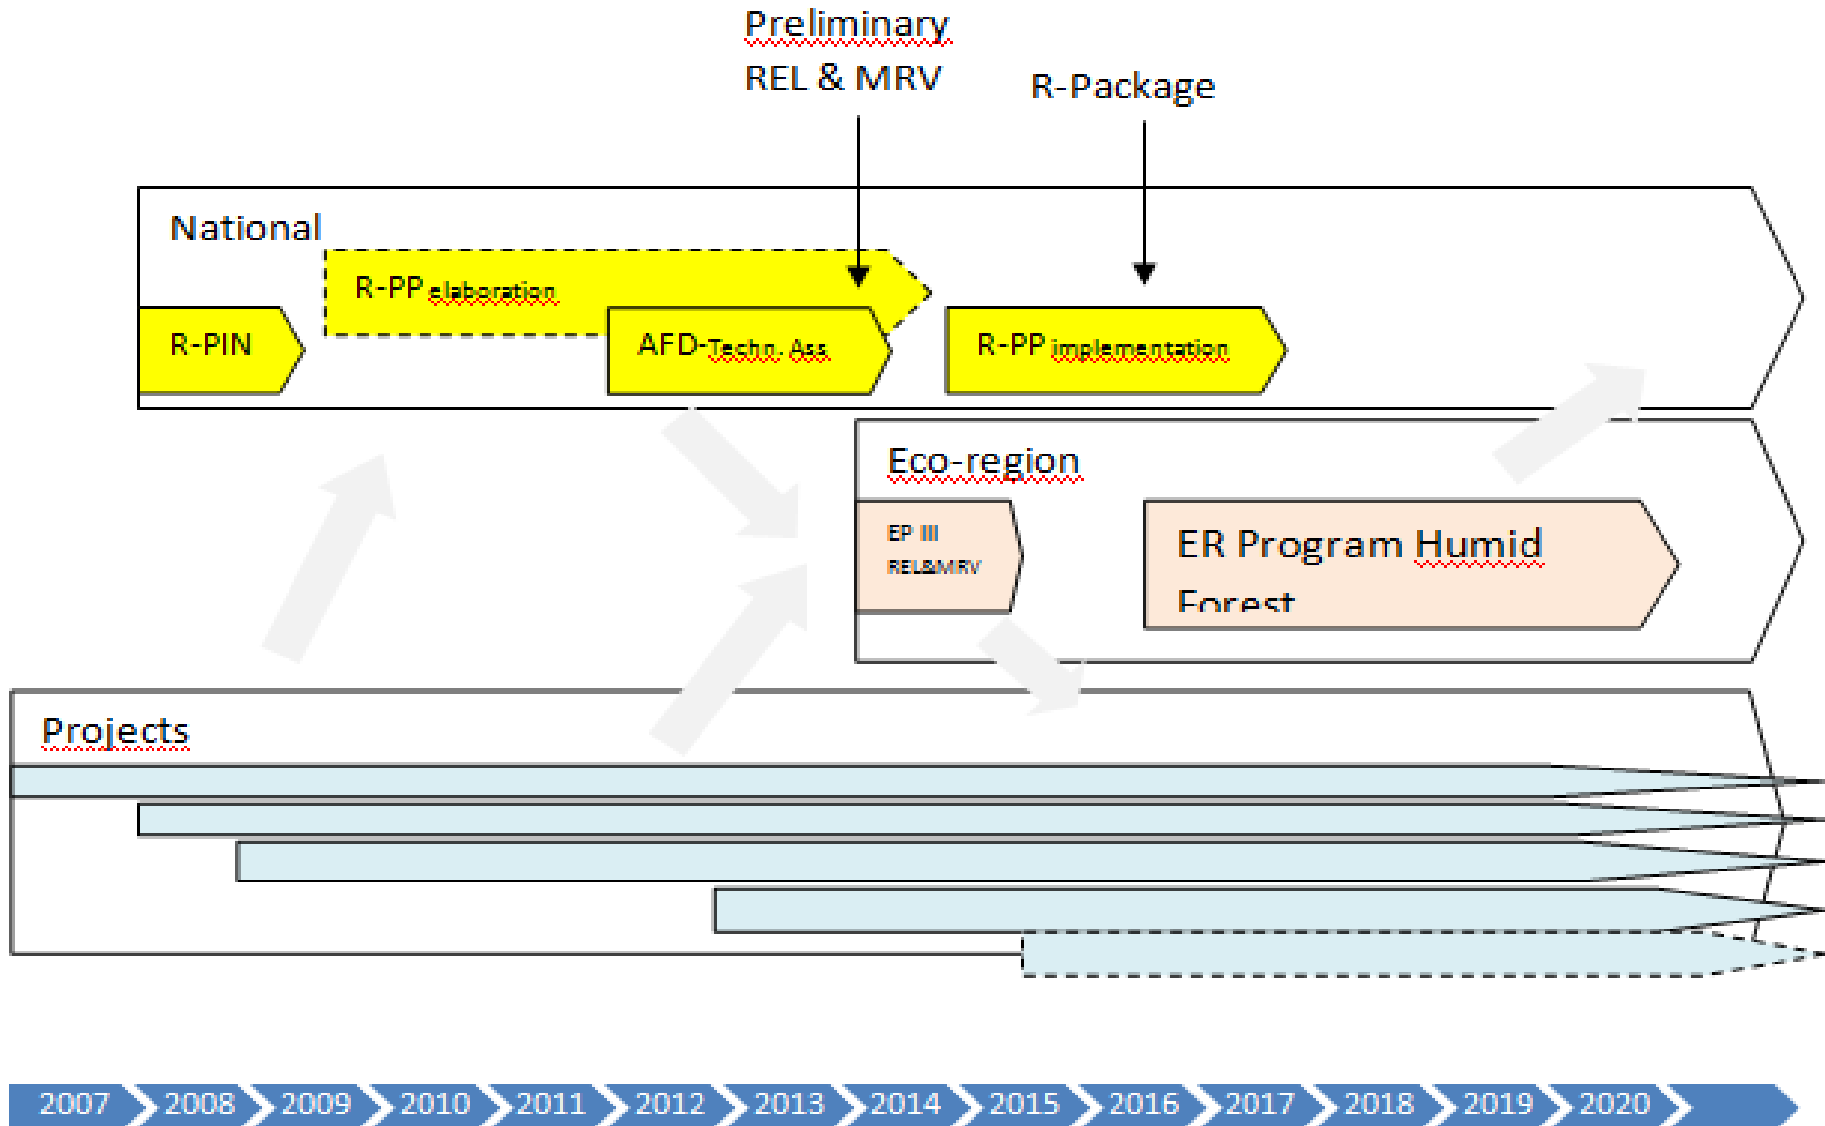 Preliminary
REL & MRV
R-Package
National
R-PP elaboration
R-PIN
AFD-Techn. Ass
R-PP implementation
Eco-region
EP III
REL&MRV
ER Program Humid
Forest
Projects
2007 2008 2009 2010 2011 2012 2013 2014 2015 2016 2017 2018 2019 2020